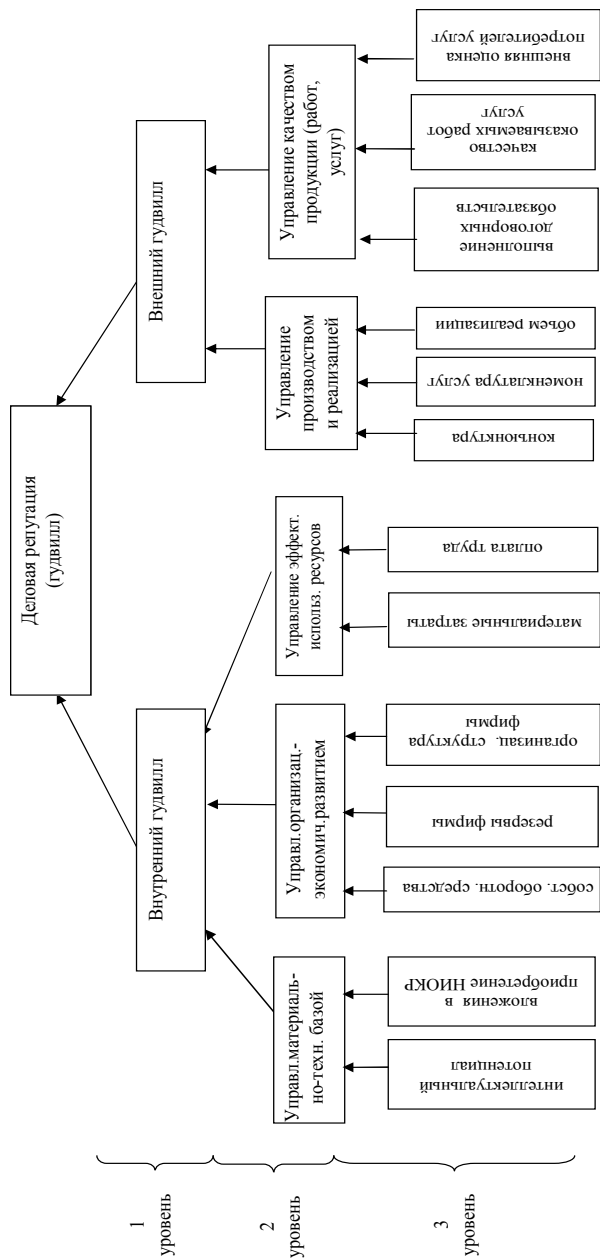 Деловая репутация
(гудвилл)
1
уровень
Внутренний гудвилл
Внешний гудвилл
2
уровень
Управл.материаль-
но-техн. базой
Управл.организац.-
экономич.развитием
Управление эффект.
использ. ресурсов
Управление
производством
и реализацией
Управление качеством
продукции (работ,
услуг)
3
уровень
интеллектуальный
потенциал
вложения в
приобретение НИОКР
собст. оборотн. средства
резервы фирмы
организац. структура
фирмы
материальные затраты
оплата труда
конъюнктура
номенклатура услуг
объем реализации
выполнение
договорных
обязательств
качество
оказываемых работ
услуг
внешняя оценка
потребителей услуг